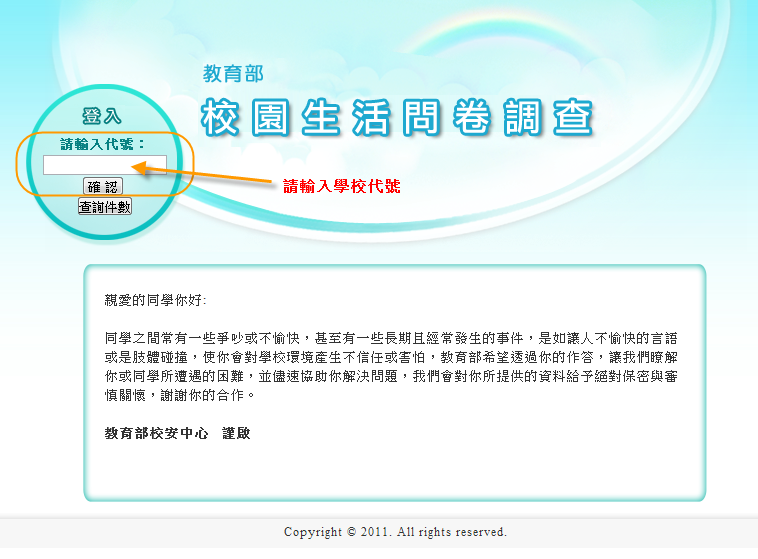 教育部
校園生活問卷調查
登入
請輸入代號：
確認
查詢件數
請輸入學校代號
親愛的同學你好:
同學之間常有一些爭吵或不愉快，甚至有一些長期且經常發生的事件，是如讓人不愉快的言語
或是肢體碰撞，使你會對學校環境產生不信任或害怕，教育部希望透過你的作答，讓我們瞭解
你或同學所遭遇的困難，並儘速協助你解決問題，我們會對你所提供的資料給予絕對保密與審
慎關懷，謝謝你的合作。
教育部校安中心　謹啟
Copyright © 2011. All rights reserved.